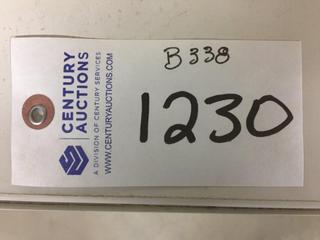 B338
1230
CENTURY
AUCTIONS
A DIVISION OF CENTURY SERVICES
WWW.CENTURYAUCTIONS.COM